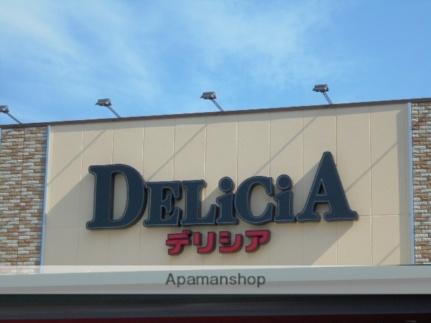 DELiCiA
デリシア
Apamanshop